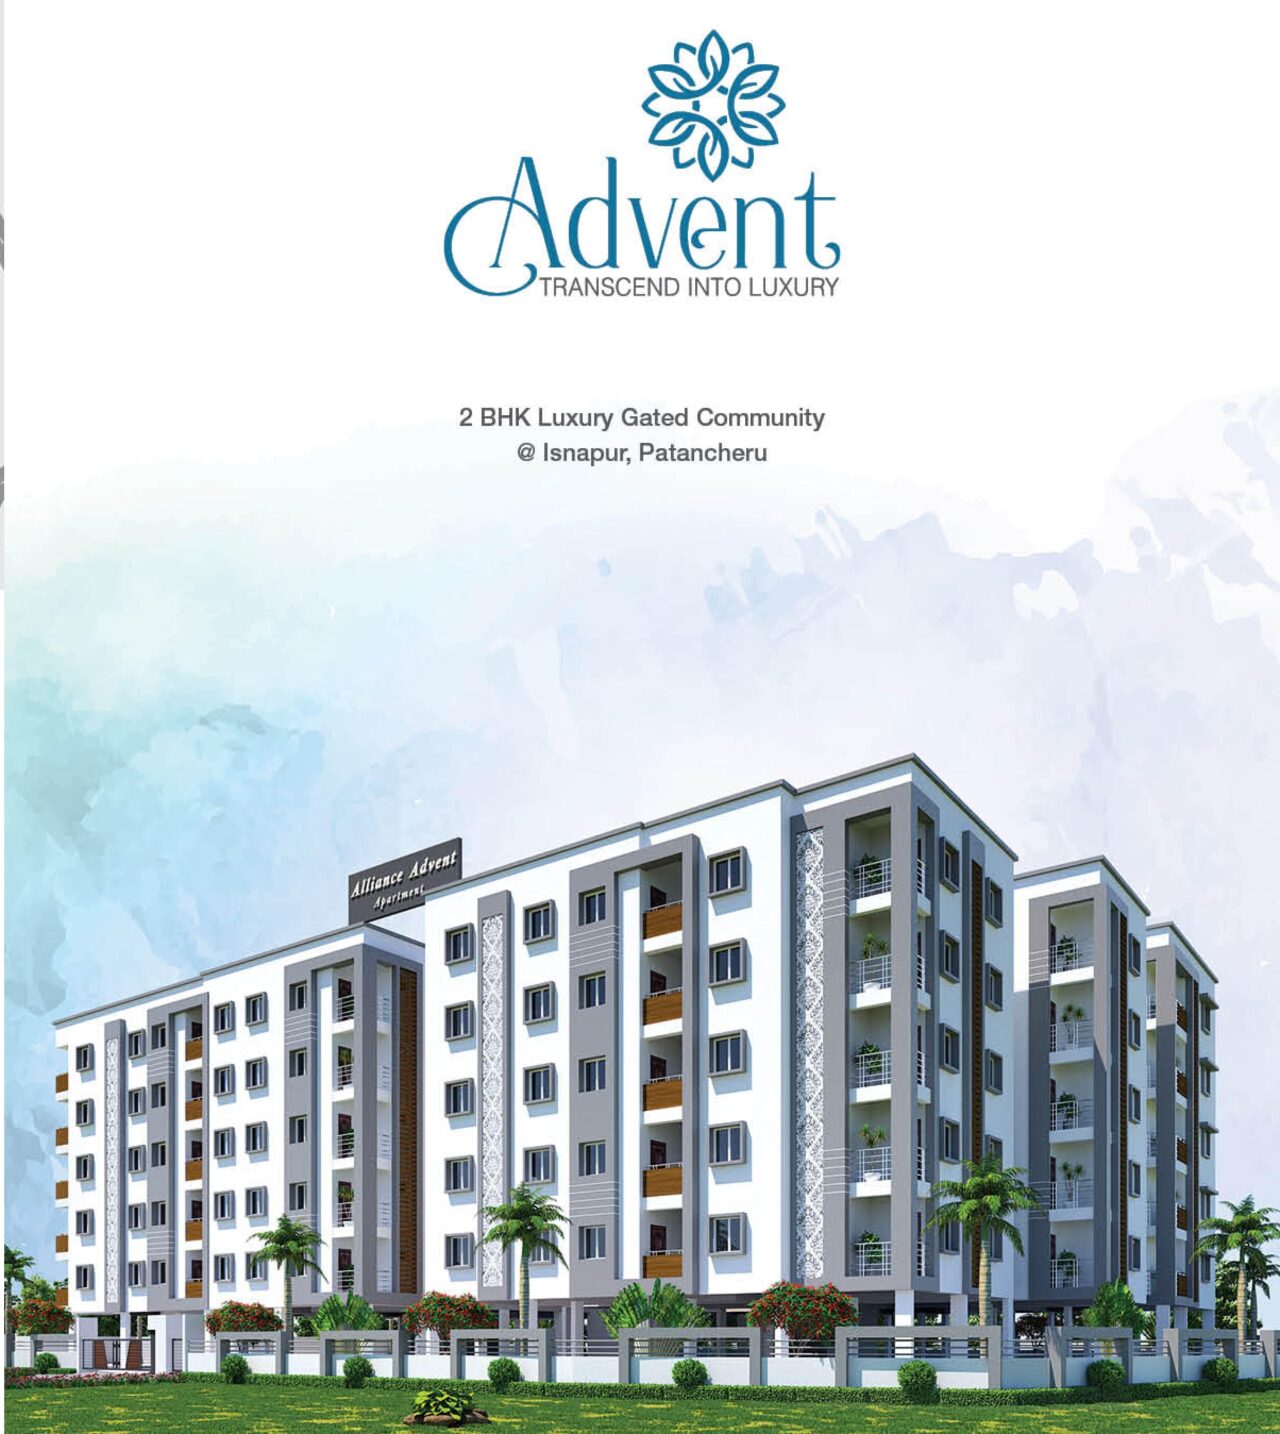 Advent
TRANSCEND INTO LUXURY
2 BHK Luxury Gated Community
@ Isnapur, Patancheru
Alliance Advent
Apartment